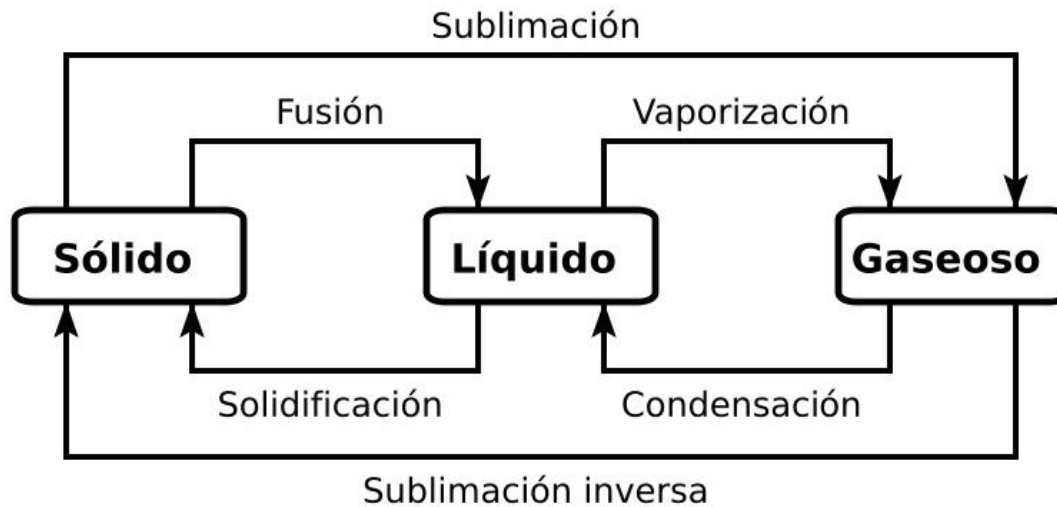 Sublimación
Fusión
Vaporización
Sólido
Líquido
Gaseoso
Solidificación
Condensación
Sublimación inversa